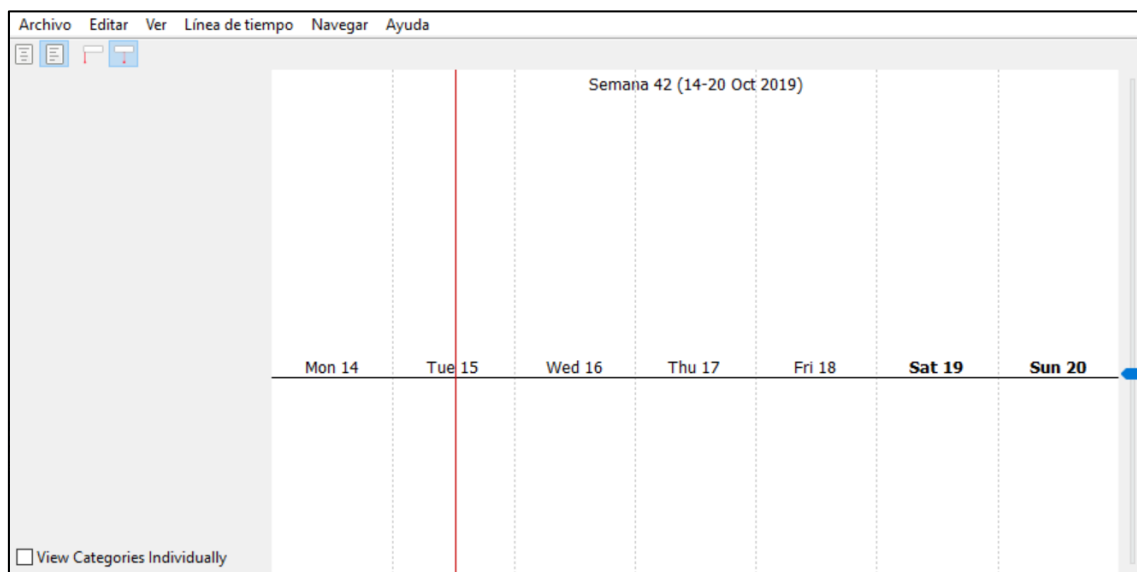 Archivo Editar Ver Línea de tiempo Navegar Ayuda
Semana 42 (14-20 Oct 2019)
Mon 14 Tue 15 Wed 16 Thu 17 Fri 18 Sat 19 Sun 20
View Categories Individually